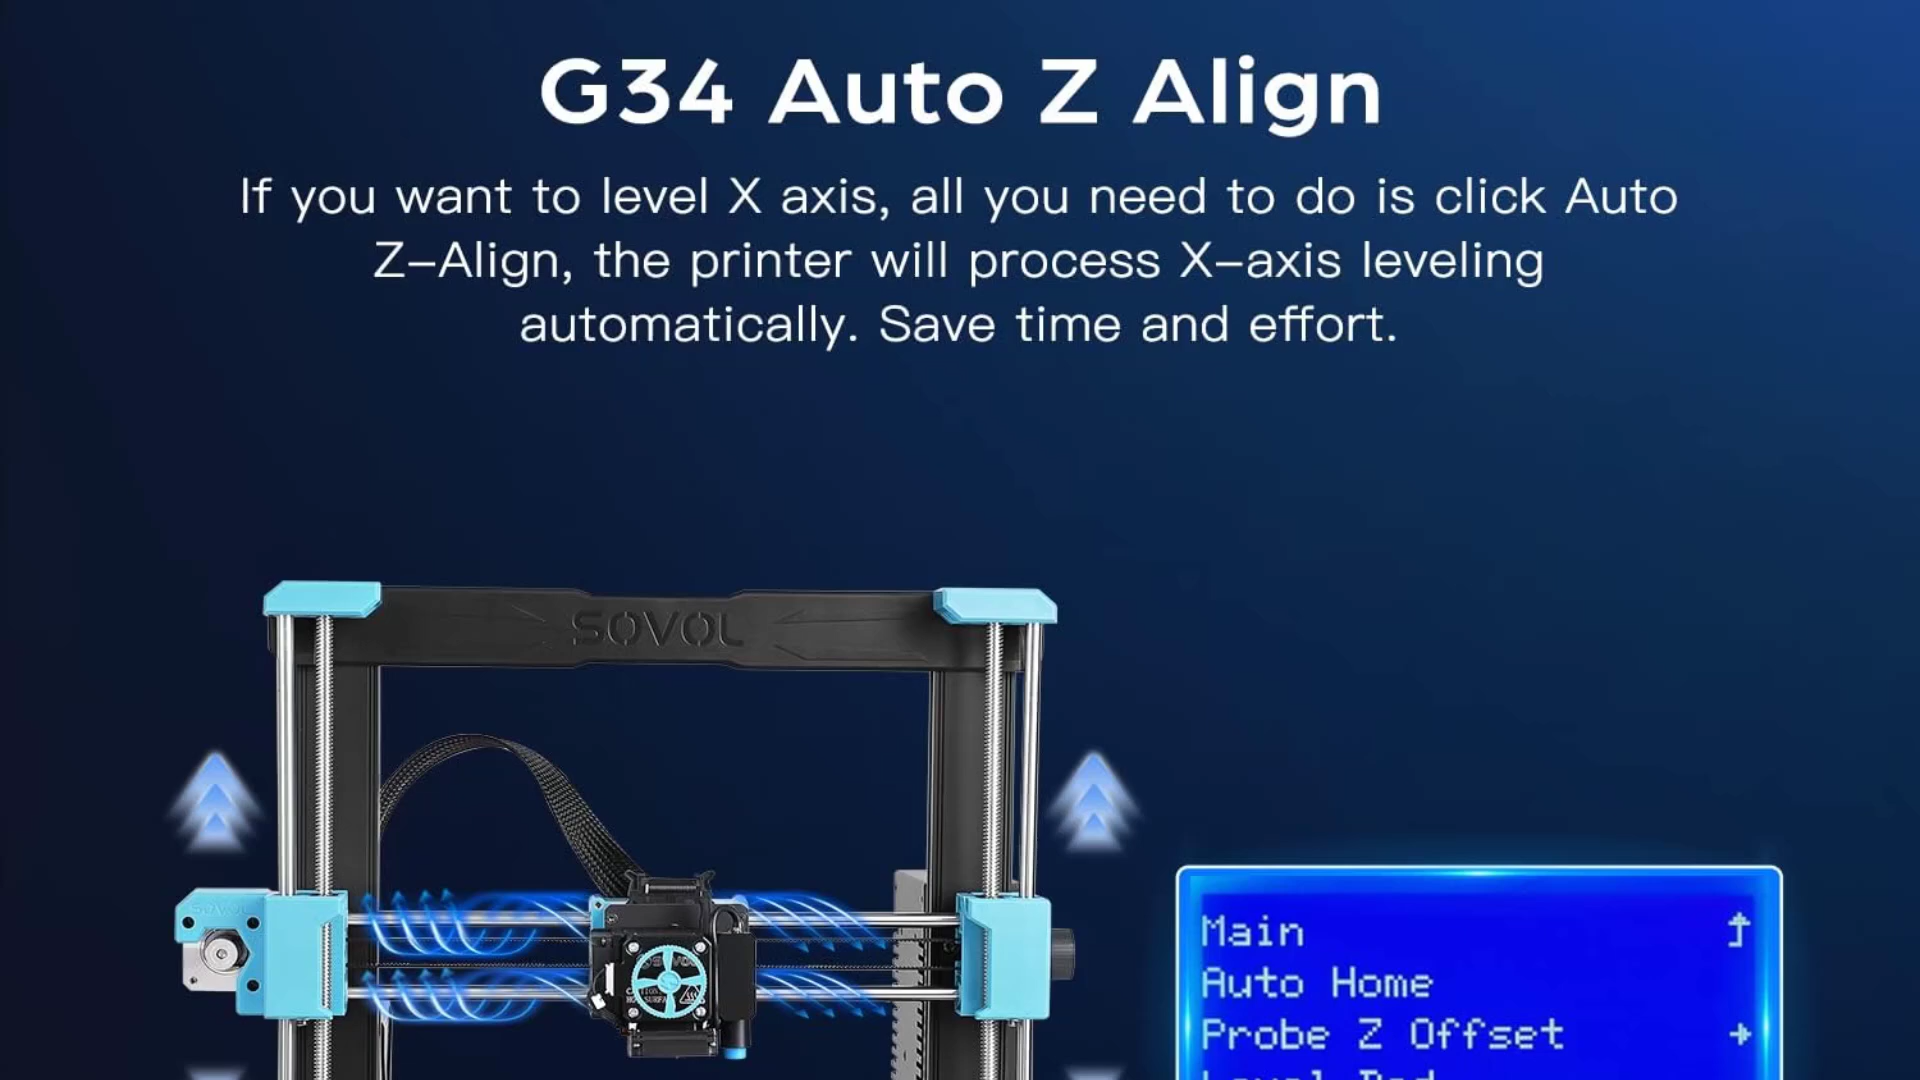 G34 Auto Z Align
If you want to level X axis, all you need to do is click Auto
Z–Align, the printer will process X–axis leveling
automatically. Save time and effort.
SOVOL
SOVOL
Main
Auto Home
Probe Z Offset